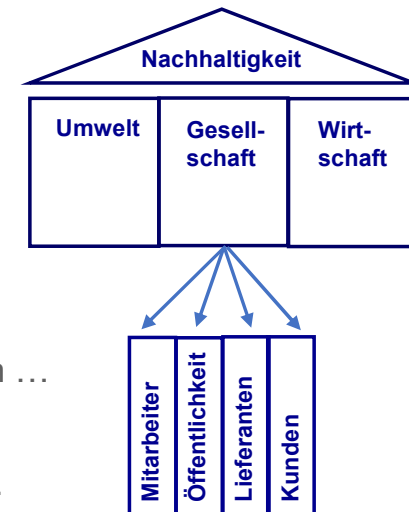 Nachhaltigkeit
Umwelt
Gesell-
schaft
Wirt-
schaft
…
Mitarbeiter
Öffentlichkeit
Lieferanten
Kunden